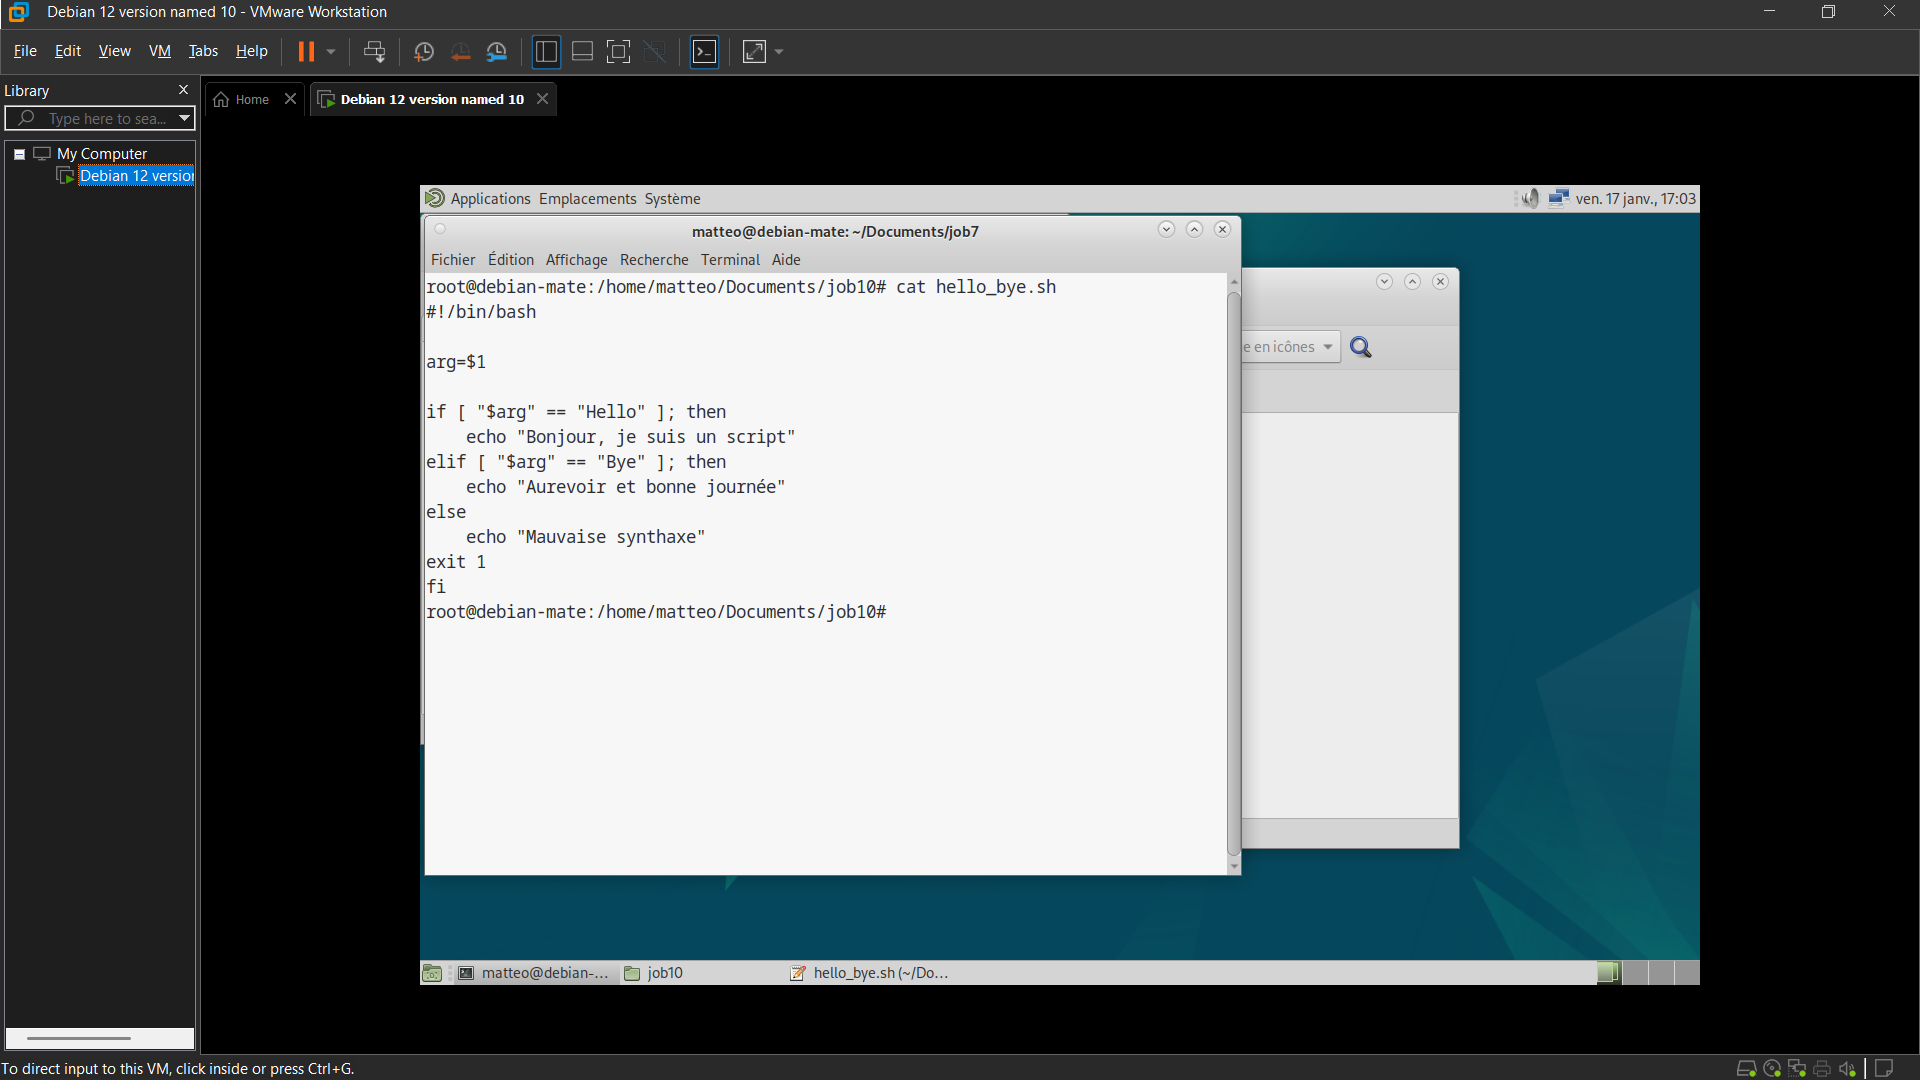 Debian 12 version named 10 - VMware Workstation
File Edit View VM Tabs Help
Library
Type here to sea...
My Computer
Debian 12 version
Home
Debian 12 version named 10
Applications Emplacements Système
ven. 17 janv., 17:03
matteo@debian-mate: ~/Documents/job7
Fichier Édition Affichage Recherche Terminal Aide
root@debian-mate:/home/matteo/Documents/job10# cat hello_bye.sh
#!/bin/bash
arg=$1
if [ "$arg" == "Hello" ]; then
echo "Bonjour, je suis un script"
elif [ "$arg" == "Bye" ]; then
echo "Aurevoir et bonne journée"
else
echo "Mauvaise synthaxe"
exit 1
fi
root@debian-mate:/home/matteo/Documents/job10#
e en icônes
matteo@debian-...
job10
hello_bye.sh (~/Do...
To direct input to this VM, click inside or press Ctrl+G.